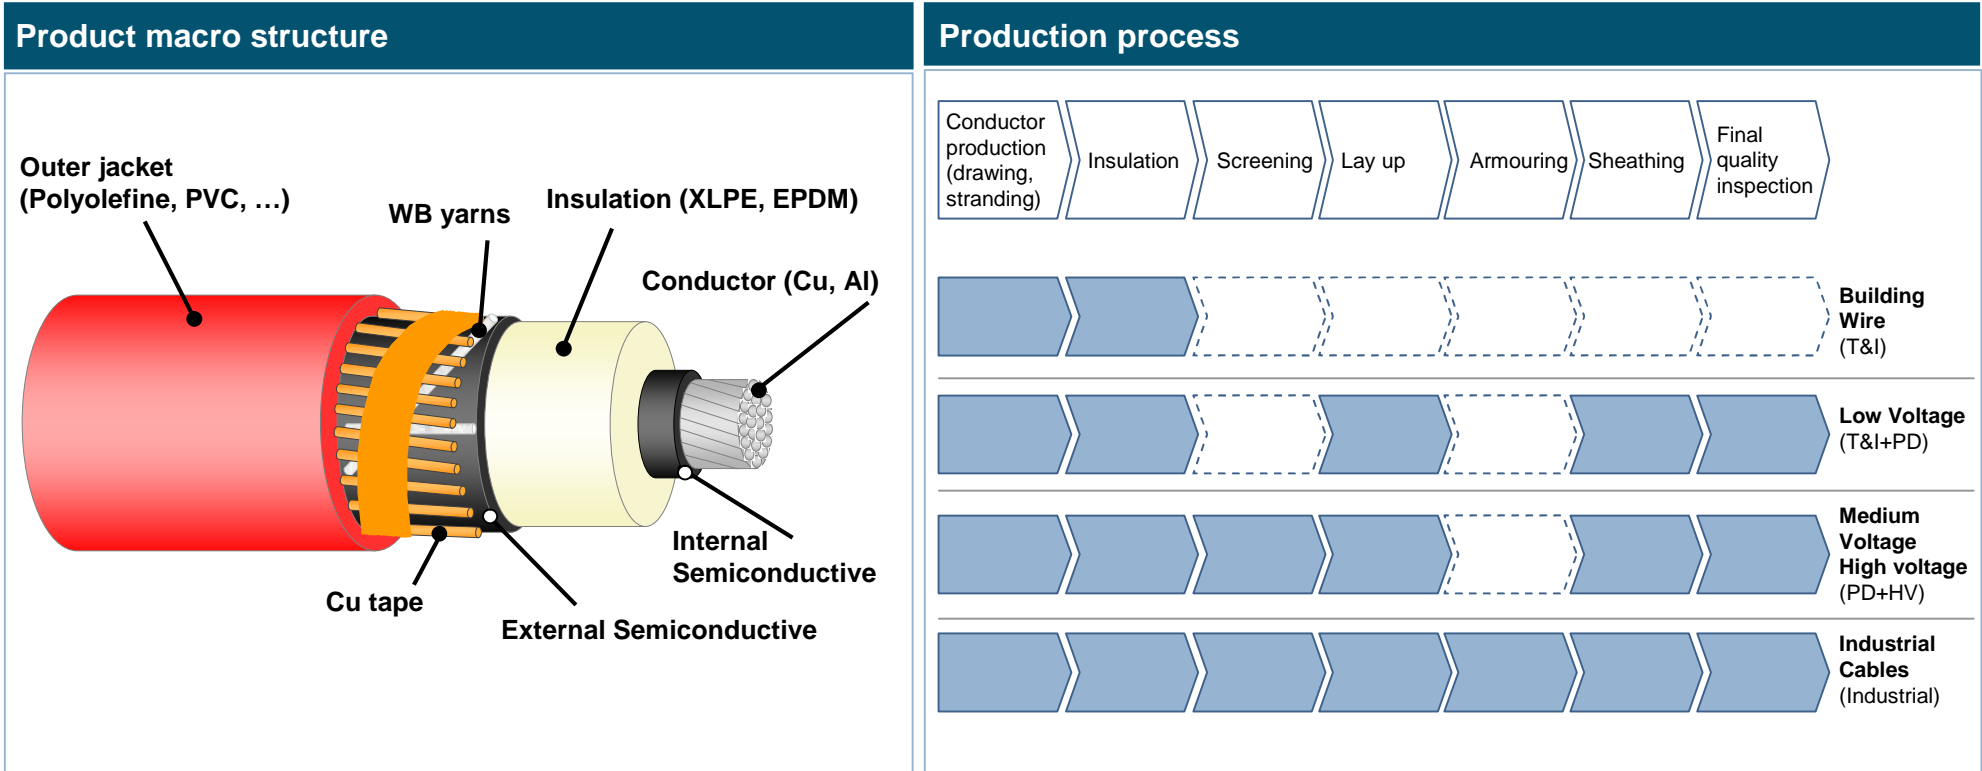 Product macro structure
Outer jacket
(Polyolefine, PVC, …)
WB yarns
Insulation (XLPE, EPDM)
Conductor (Cu, Al)
Internal
Semiconductive
Cu tape
External Semiconductive
Production process
Conductor
production
(drawing,
stranding)
Insulation
Screening
Lay up
Armouring
Sheathing
Final
quality
inspection
Building
Wire
(T&I)
Low Voltage
(T&I+PD)
Medium
Voltage
High voltage
(PD+HV)
Industrial
Cables
(Industrial)